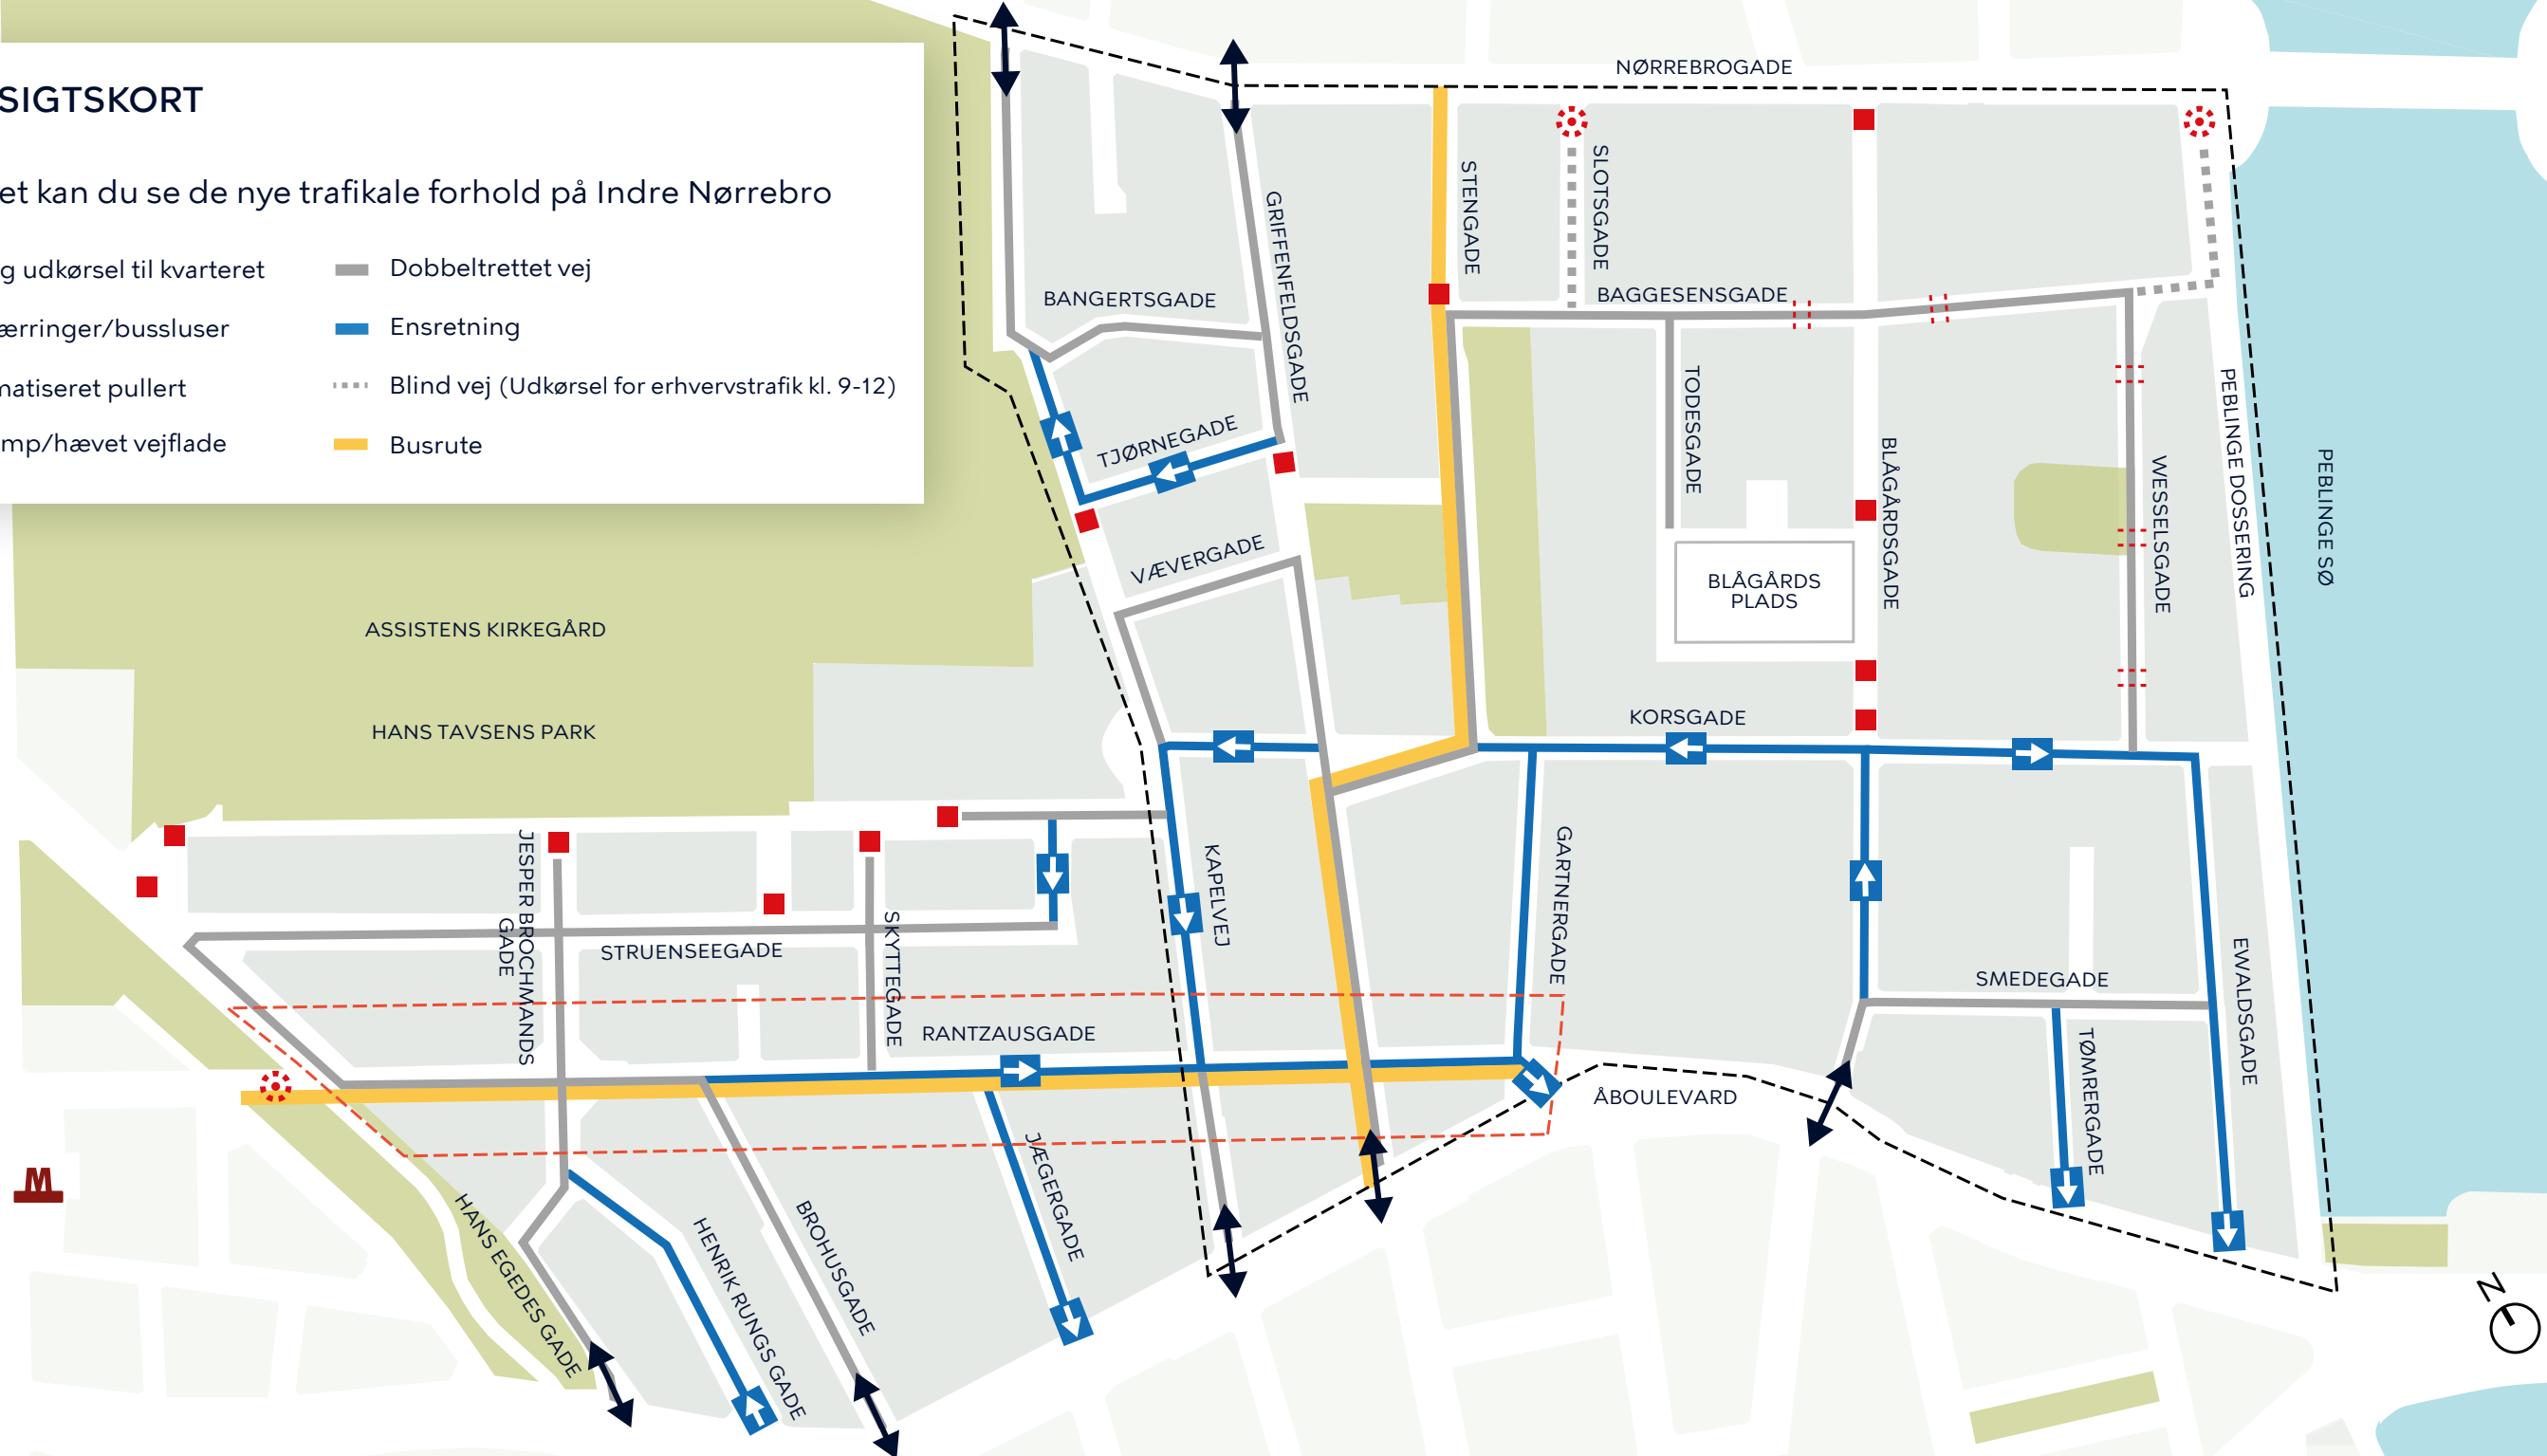 SIGTSKORT
et kan du se de nye trafikale forhold på Indre Nørrebro
g udkørsel til kvarteret
ærringer/bussluser
matiseret pullert
mp/hævet vejflade
Dobbeltrettet vej
Ensretning
Blind vej (Udkørsel for erhvervstrafik kl. 9-12)
Busrute
NØRREBROGADE
STENGADE
SLOTSGADE
GRIFFENFELDSGADE
BANGERTSGADE
BAGGESENSGADE
TJØRNEGADE
TODESGADE
BLÅGÅRDSGADE
WESSELSGADE
PEBLINGE DOSSERING
PEBLINGE SØ
VÆVERGADE
BLÅGÅRDS
PLADS
ASSISTENS KIRKEGÅRD
HANS TAVSENS PARK
KORSGADE
JESPER BROCHMANDS
GADE
STRUENSEEGADE
SKYTTEGADE
KAPELVEJ
GARTNERGADE
SMEDEGADE
EWALDSGADE
RANTZAUSGADE
ÅBOULEVARD
TØMRERGADE
JÆGERGADE
HANS EGEDES GADE
HENRIK RUNGS GADE
BROHUSGADE
M
N